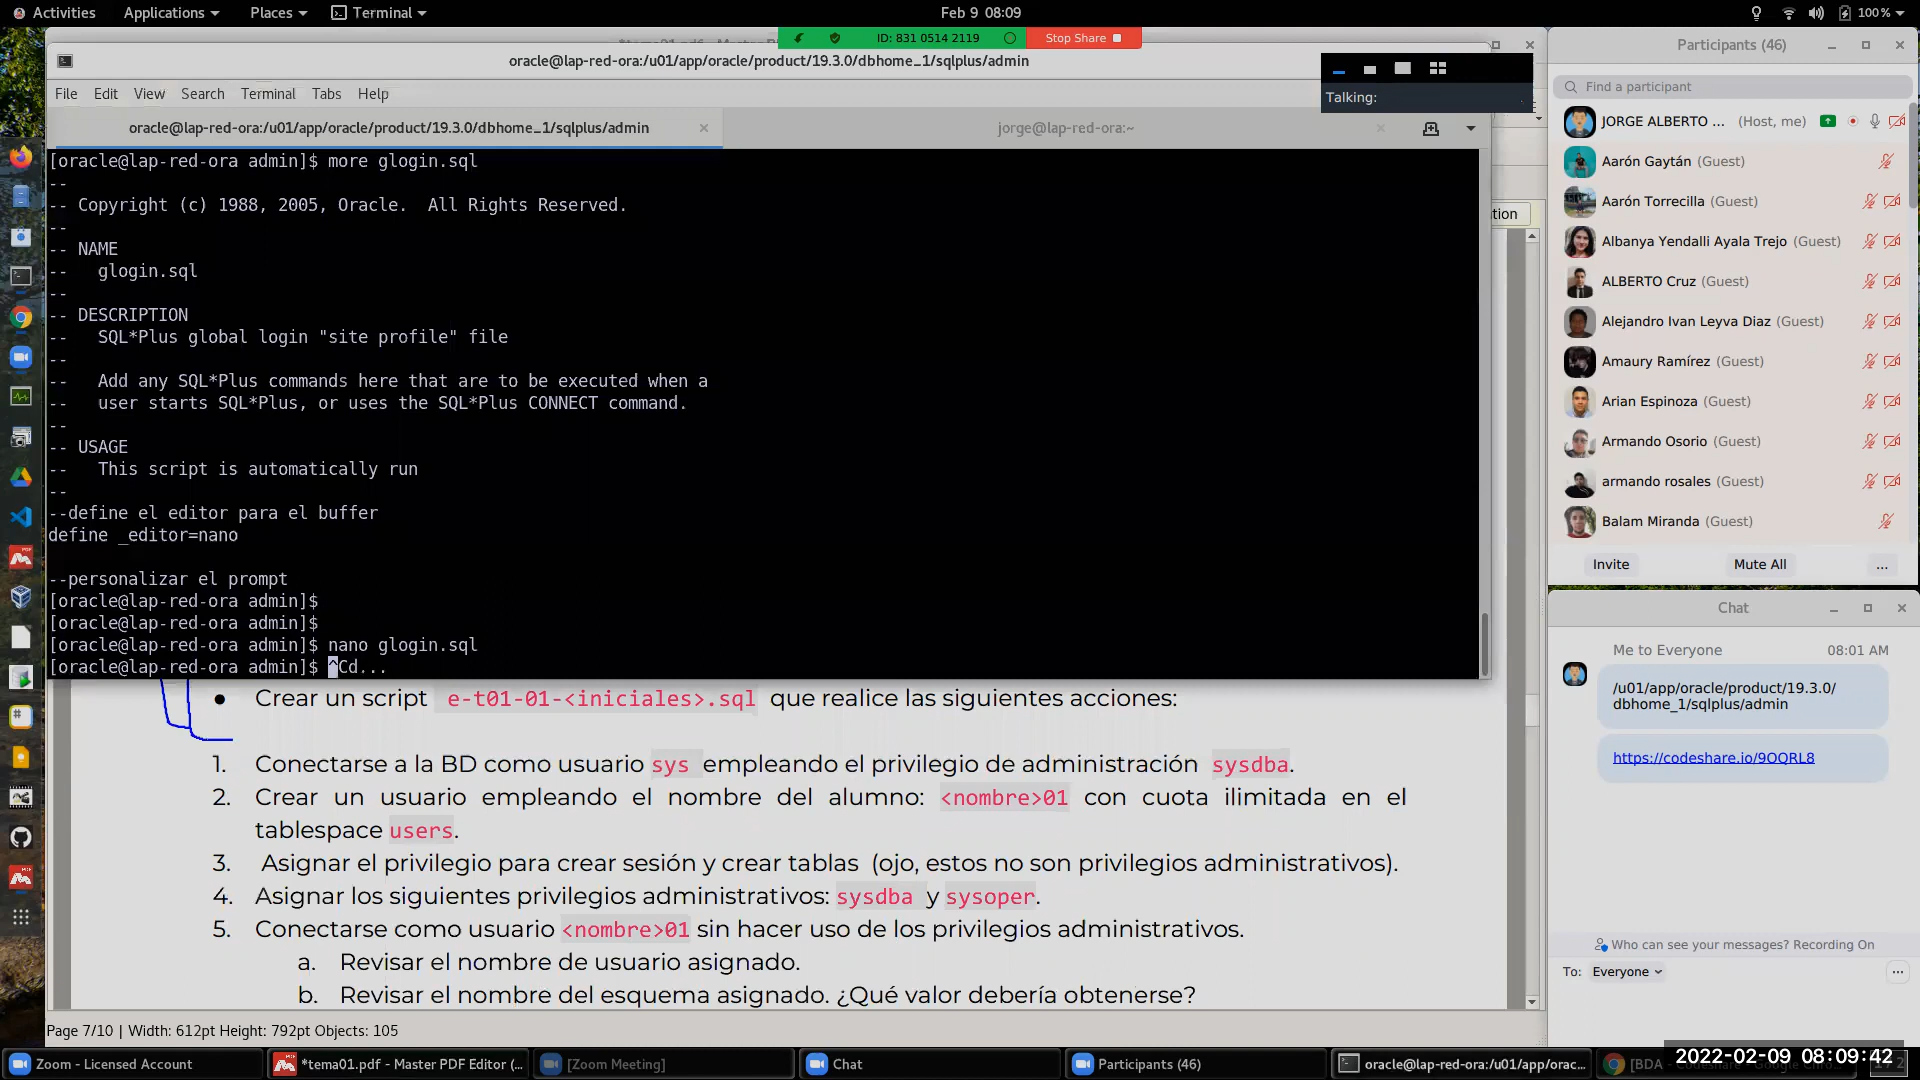 Activities Applications Places Terminal
Feb 9 08:09
100%
ID: 831 0514 2119 Stop Share
oracle@lap-red-ora:/u01/app/oracle/product/19.3.0/dbhome_1/sqlplus/admin
Talking:
File Edit View Search Terminal Tabs Help
oracle@lap-red-ora:/u01/app/oracle/product/19.3.0/dbhome_1/sqlplus/admin
jorge@lap-red-ora:~
[oracle@lap-red-ora admin]$ more glogin.sql
--
-- Copyright (c) 1988, 2005, Oracle.  All Rights Reserved.
--
-- NAME
--   glogin.sql
--
-- DESCRIPTION
--   SQL*Plus global login "site profile" file
--
--   Add any SQL*Plus commands here that are to be executed when a
--   user starts SQL*Plus, or uses the SQL*Plus CONNECT command.
--
-- USAGE
--   This script is automatically run
--
--define el editor para el buffer
define _editor=nano
--personalizar el prompt
[oracle@lap-red-ora admin]$
[oracle@lap-red-ora admin]$
[oracle@lap-red-ora admin]$ nano glogin.sql
[oracle@lap-red-ora admin]$ ^Cd...
tion
● Crear un script e-t01-01-<iniciales>.sql que realice las siguientes acciones:
1. Conectarse a la BD como usuario sys empleando el privilegio de administración sysdba.
2. Crear un usuario empleando el nombre del alumno: <nombre>01 con cuota ilimitada en el
tablespace users.
3. Asignar el privilegio para crear sesión y crear tablas (ojo, estos no son privilegios administrativos).
4. Asignar los siguientes privilegios administrativos: sysdba y sysoper.
5. Conectarse como usuario <nombre>01 sin hacer uso de los privilegios administrativos.
a. Revisar el nombre de usuario asignado.
b. Revisar el nombre del esquema asignado. ¿Qué valor debería obtenerse?
Page 7/10 | Width: 612pt Height: 792pt Objects: 105
Participants (46)
Find a participant
JORGE ALBERTO ... (Host, me)
Aarón Gaytán (Guest)
Aarón Torrecilla (Guest)
Albanya Yendalli Ayala Trejo (Guest)
ALBERTO Cruz (Guest)
Alejandro Ivan Leyva Diaz (Guest)
Amaury Ramírez (Guest)
Arian Espinoza (Guest)
Armando Osorio (Guest)
armando rosales (Guest)
Balam Miranda (Guest)
Invite Mute All ...
Chat
Me to Everyone 08:01 AM
/u01/app/oracle/product/19.3.0/
dbhome_1/sqlplus/admin
https://codeshare.io/9OQRL8
Who can see your messages? Recording On
To: Everyone
Zoom - Licensed Account
*tema01.pdf - Master PDF Editor (...
[Zoom Meeting]
Chat
Participants (46)
oracle@lap-red-ora:/u01/app/orac...
[BDA
2022-02-09 08:09:42